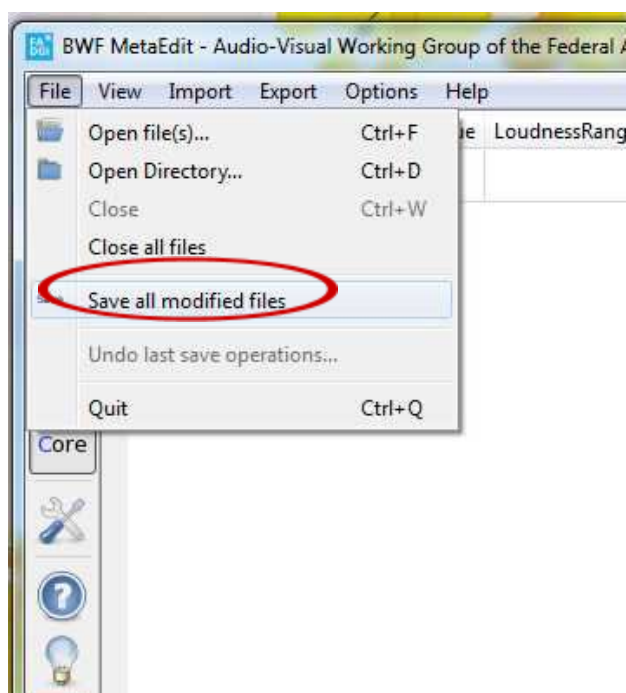 BWF MetaEdit - Audio-Visual Working Group of the Federal
File View Import Export Options Help
LoudnessRang
Open file(s)... Ctrl+F
Open Directory... Ctrl+D
Close Ctrl+W
Close all files
Save all modified files
Undo last save operations...
Quit Ctrl+Q
Core